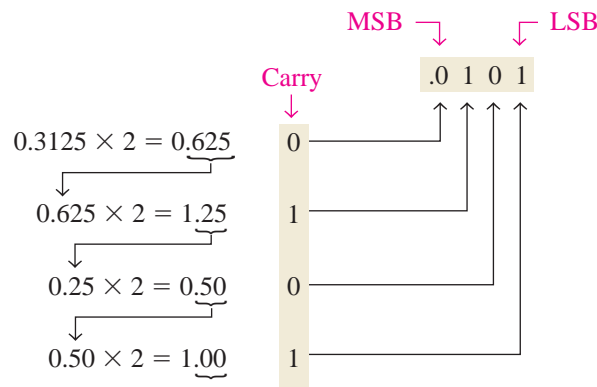 MSB LSB
.0 1 0 1
Carry
0.3125 × 2 = 0.625 0
0.625 × 2 = 1.25 1
0.25 × 2 = 0.50 0
0.50 × 2 = 1.00 1